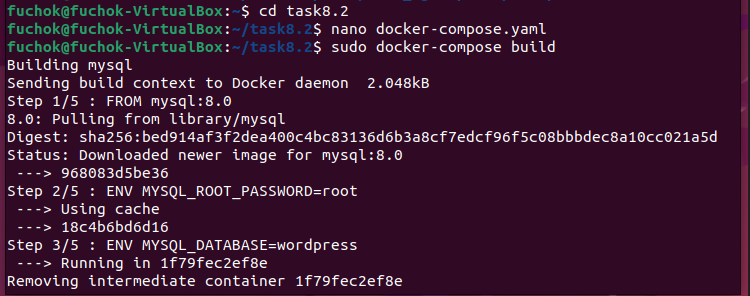 fuchok@fuchok-VirtualBox:~$ cd task8.2
fuchok@fuchok-VirtualBox:~/task8.2$ nano docker-compose.yaml
fuchok@fuchok-VirtualBox:~/task8.2$ sudo docker-compose build
Building mysql
Sending build context to Docker daemon  2.048kB
Step 1/5 : FROM mysql:8.0
8.0: Pulling from library/mysql
Digest: sha256:bed914af3f2dea400c4bc83136d6b3a8cf7edcf96f5c08bbbdec8a10cc021a5d
Status: Downloaded newer image for mysql:8.0
 ---> 968083d5be36
Step 2/5 : ENV MYSQL_ROOT_PASSWORD=root
 ---> Using cache
 ---> 18c4b6bd6d16
Step 3/5 : ENV MYSQL_DATABASE=wordpress
 ---> Running in 1f79fec2ef8e
Removing intermediate container 1f79fec2ef8e